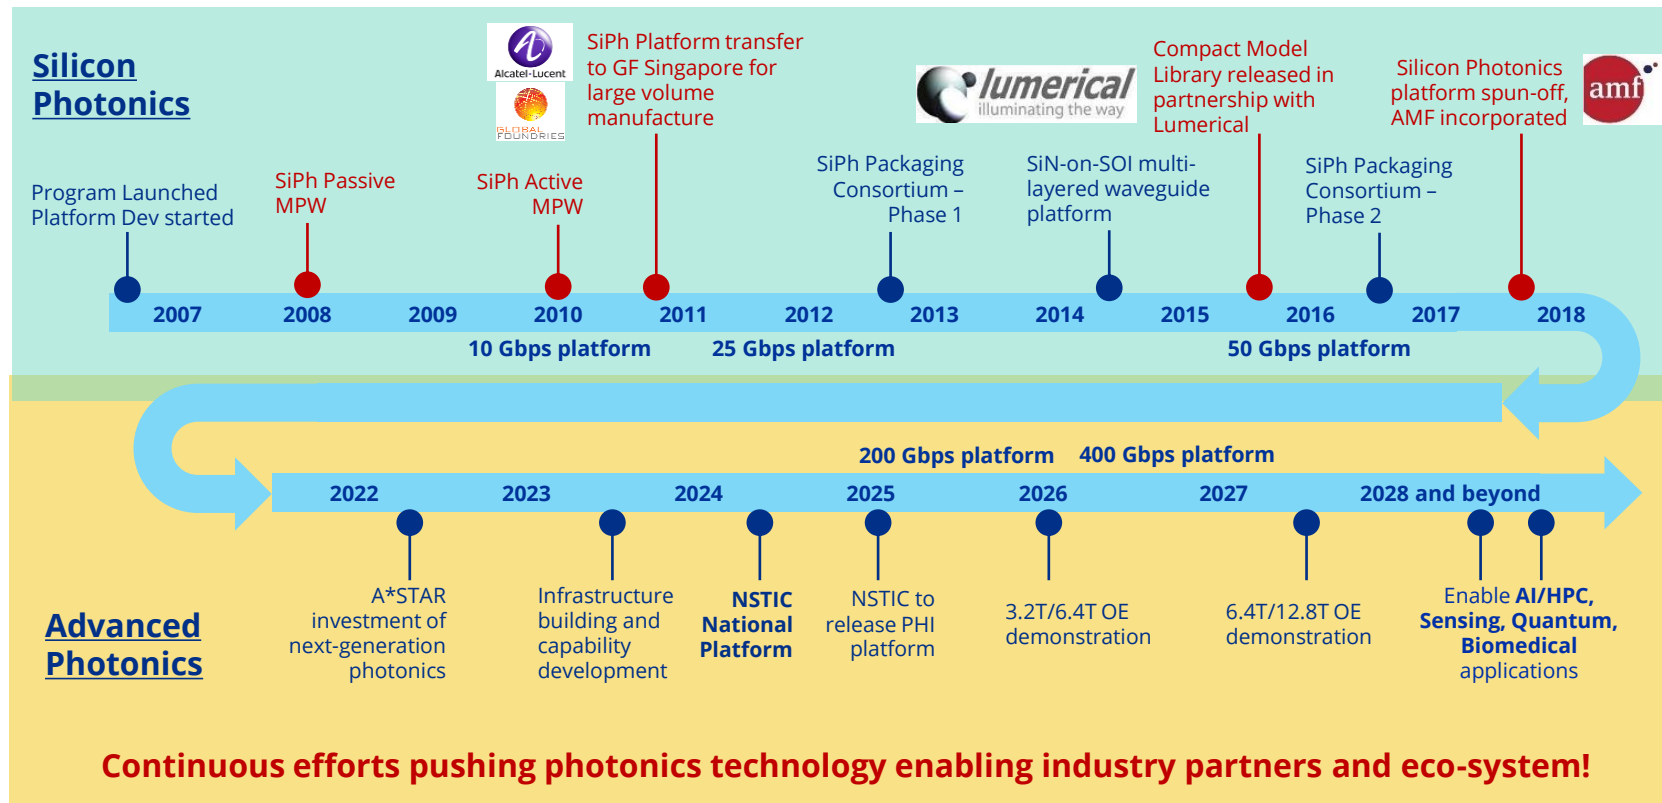 Silicon
Photonics
Alcatel-Lucent
GLOBAL
FOUNDRIES
SiPh Platform transfer
to GF Singapore for
large volume
manufacture
lumerical
illuminating the way
Compact Model
Library released in
partnership with
Lumerical
Silicon Photonics
platform spun-off,
AMF incorporated
amf
Program Launched
Platform Dev started
SiPh Passive
MPW
SiPh Active
MPW
SiPh Packaging
Consortium –
Phase 1
SiN-on-SOI multi-
layered waveguide
platform
SiPh Packaging
Consortium –
Phase 2
2007 2008 2009 2010 2011 2012 2013 2014 2015 2016 2017 2018
10 Gbps platform 25 Gbps platform 50 Gbps platform
200 Gbps platform 400 Gbps platform
2022 2023 2024 2025 2026 2027 2028 and beyond
Advanced
Photonics
A*STAR
investment of
next-generation
photonics
Infrastructure
building and
capability
development
NSTIC
National
Platform
NSTIC to
release PHI
platform
3.2T/6.4T OE
demonstration
6.4T/12.8T OE
demonstration
Enable AI/HPC,
Sensing, Quantum,
Biomedical
applications
Continuous efforts pushing photonics technology enabling industry partners and eco-system!